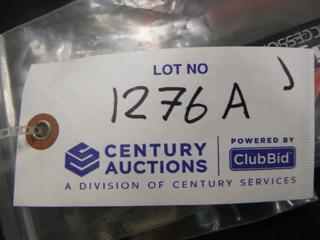 LOT NO
1276 A
CENTURY
AUCTIONS
POWERED BY
ClubBid
A DIVISION OF CENTURY SERVICES